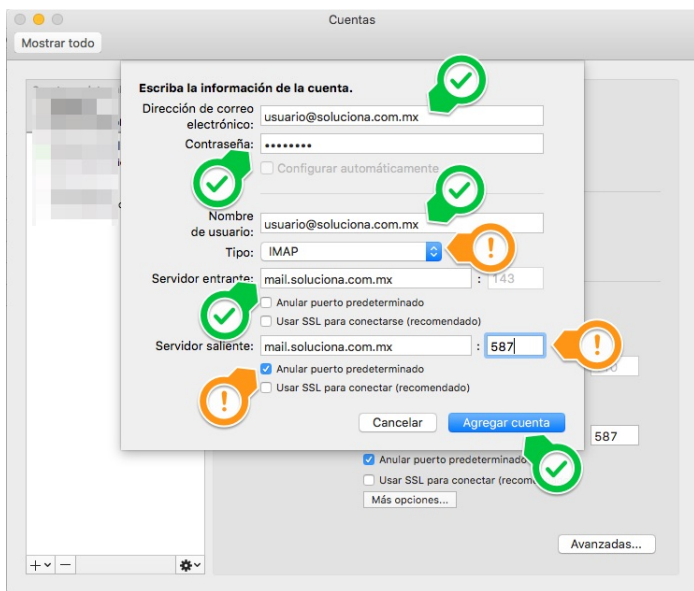 Cuentas
Mostrar todo
Escriba la información de la cuenta.
Dirección de correo
electrónico:
usuario@soluciona.com.mx
Contraseña: ••••••••
Configurar automáticamente
Nombre
de usuario:
usuario@soluciona.com.mx
Tipo: IMAP
Servidor entrante: mail.soluciona.com.mx : 143
Anular puerto predeterminado
Usar SSL para conectarse (recomendado)
Servidor saliente: mail.soluciona.com.mx : 587
Anular puerto predeterminado
Usar SSL para conectar (recomendado)
Cancelar Agregar cuenta
587
Anular puerto predeterminado
Usar SSL para conectar
Más opciones...
Avanzadas...